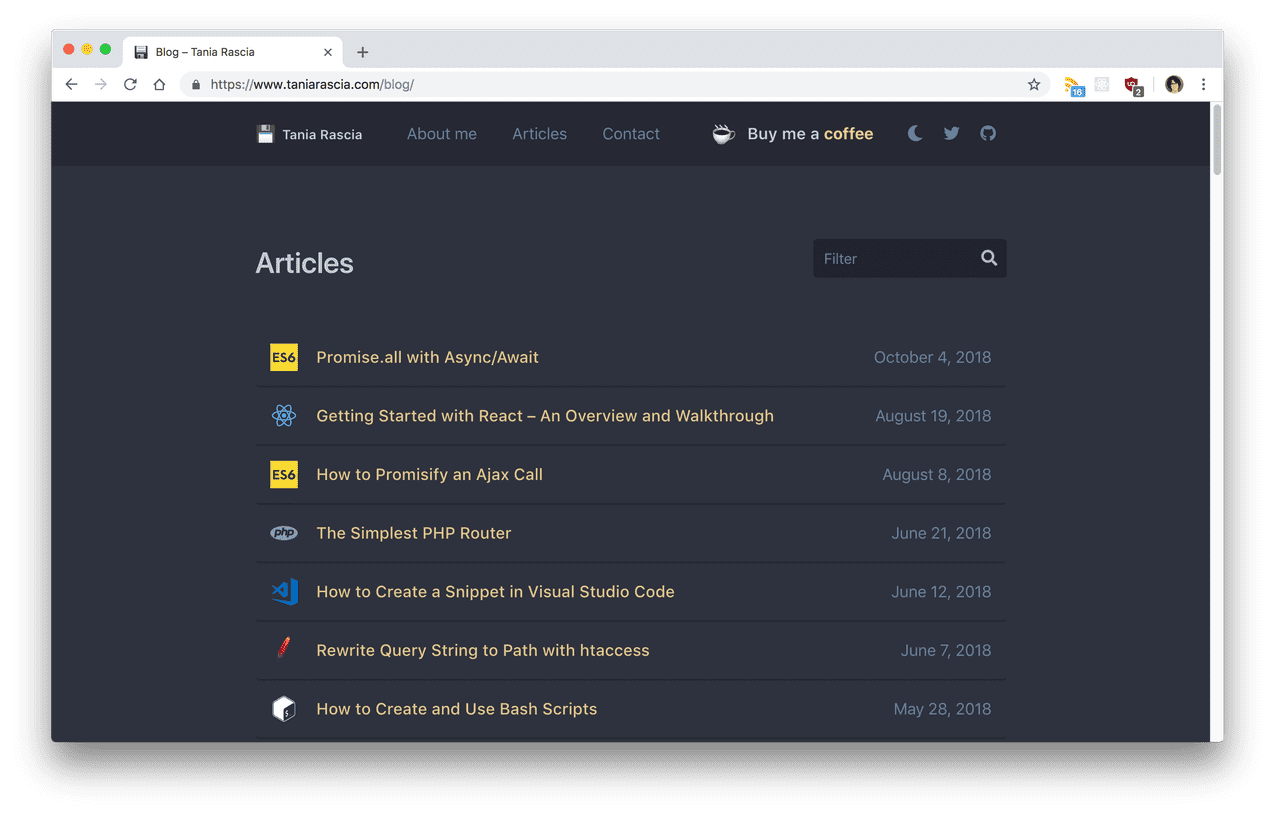 Blog – Tania Rascia
https://www.taniarascia.com/blog/
16
2
Tania Rascia About me Articles Contact Buy me a coffee
Articles
Filter
ES6 Promise.all with Async/Await October 4, 2018
Getting Started with React – An Overview and Walkthrough August 19, 2018
ES6 How to Promisify an Ajax Call August 8, 2018
php The Simplest PHP Router June 21, 2018
How to Create a Snippet in Visual Studio Code June 12, 2018
Rewrite Query String to Path with htaccess June 7, 2018
$ How to Create and Use Bash Scripts May 28, 2018